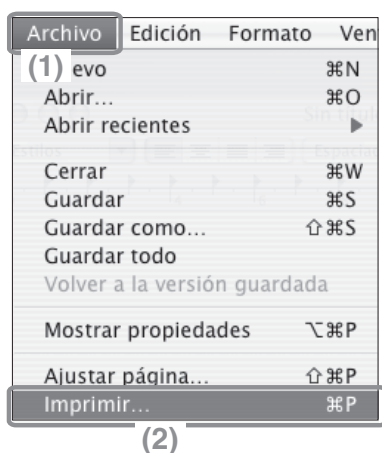 Archivo Edición Formato Ven
(1) evo ⌘N
Abrir... ⌘O
Abrir recientes
Cerrar ⌘W
Guardar ⌘S
Guardar como... ⇧⌘S
Guardar todo
Volver a la versión guardada
Mostrar propiedades ⌥⌘P
Ajustar página... ⇧⌘P
Imprimir... ⌘P
(2)